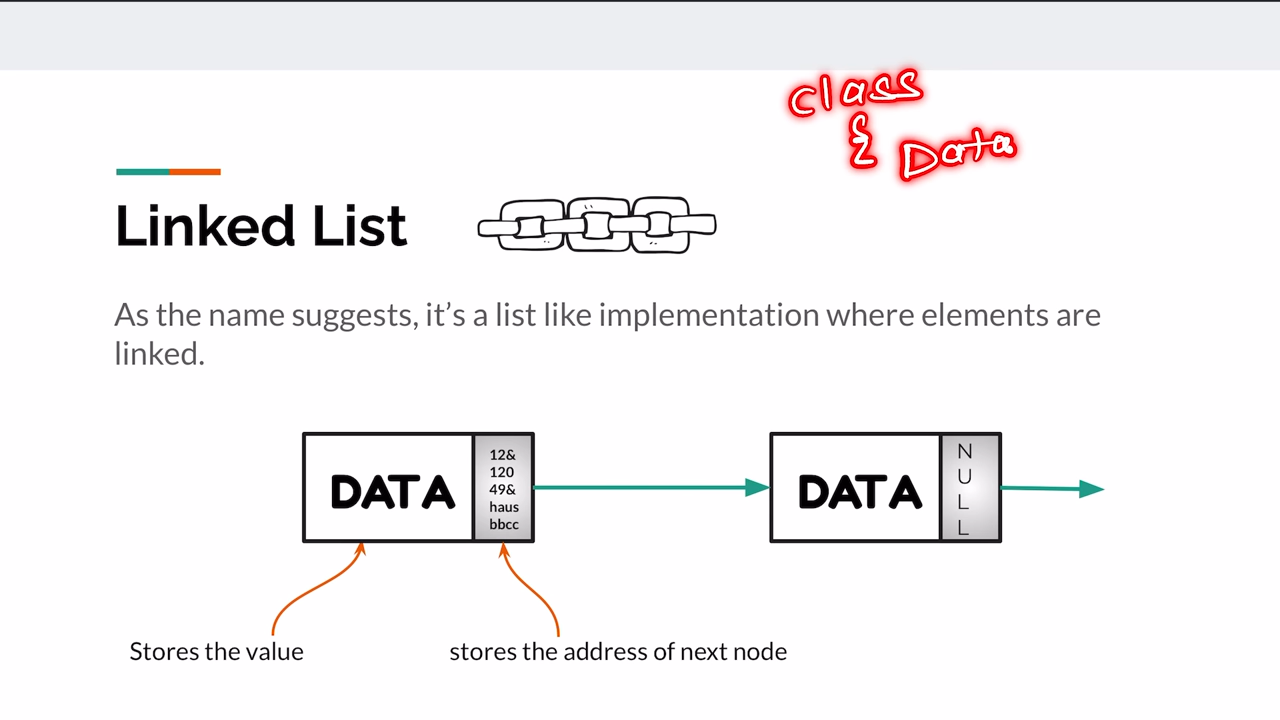 class
&
Data
Linked List
As the name suggests, it’s a list like implementation where elements are
linked.
DATA
12&
120
49&
haus
bbcc
DATA
N
U
L
L
Stores the value
stores the address of next node